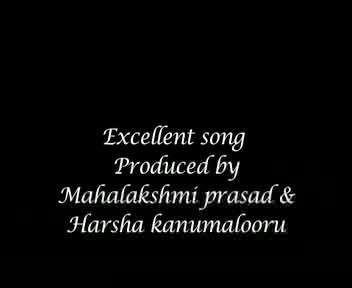 Excellent song
Produced by
Mahalakshmi prasad &
Harsha kanumalooru